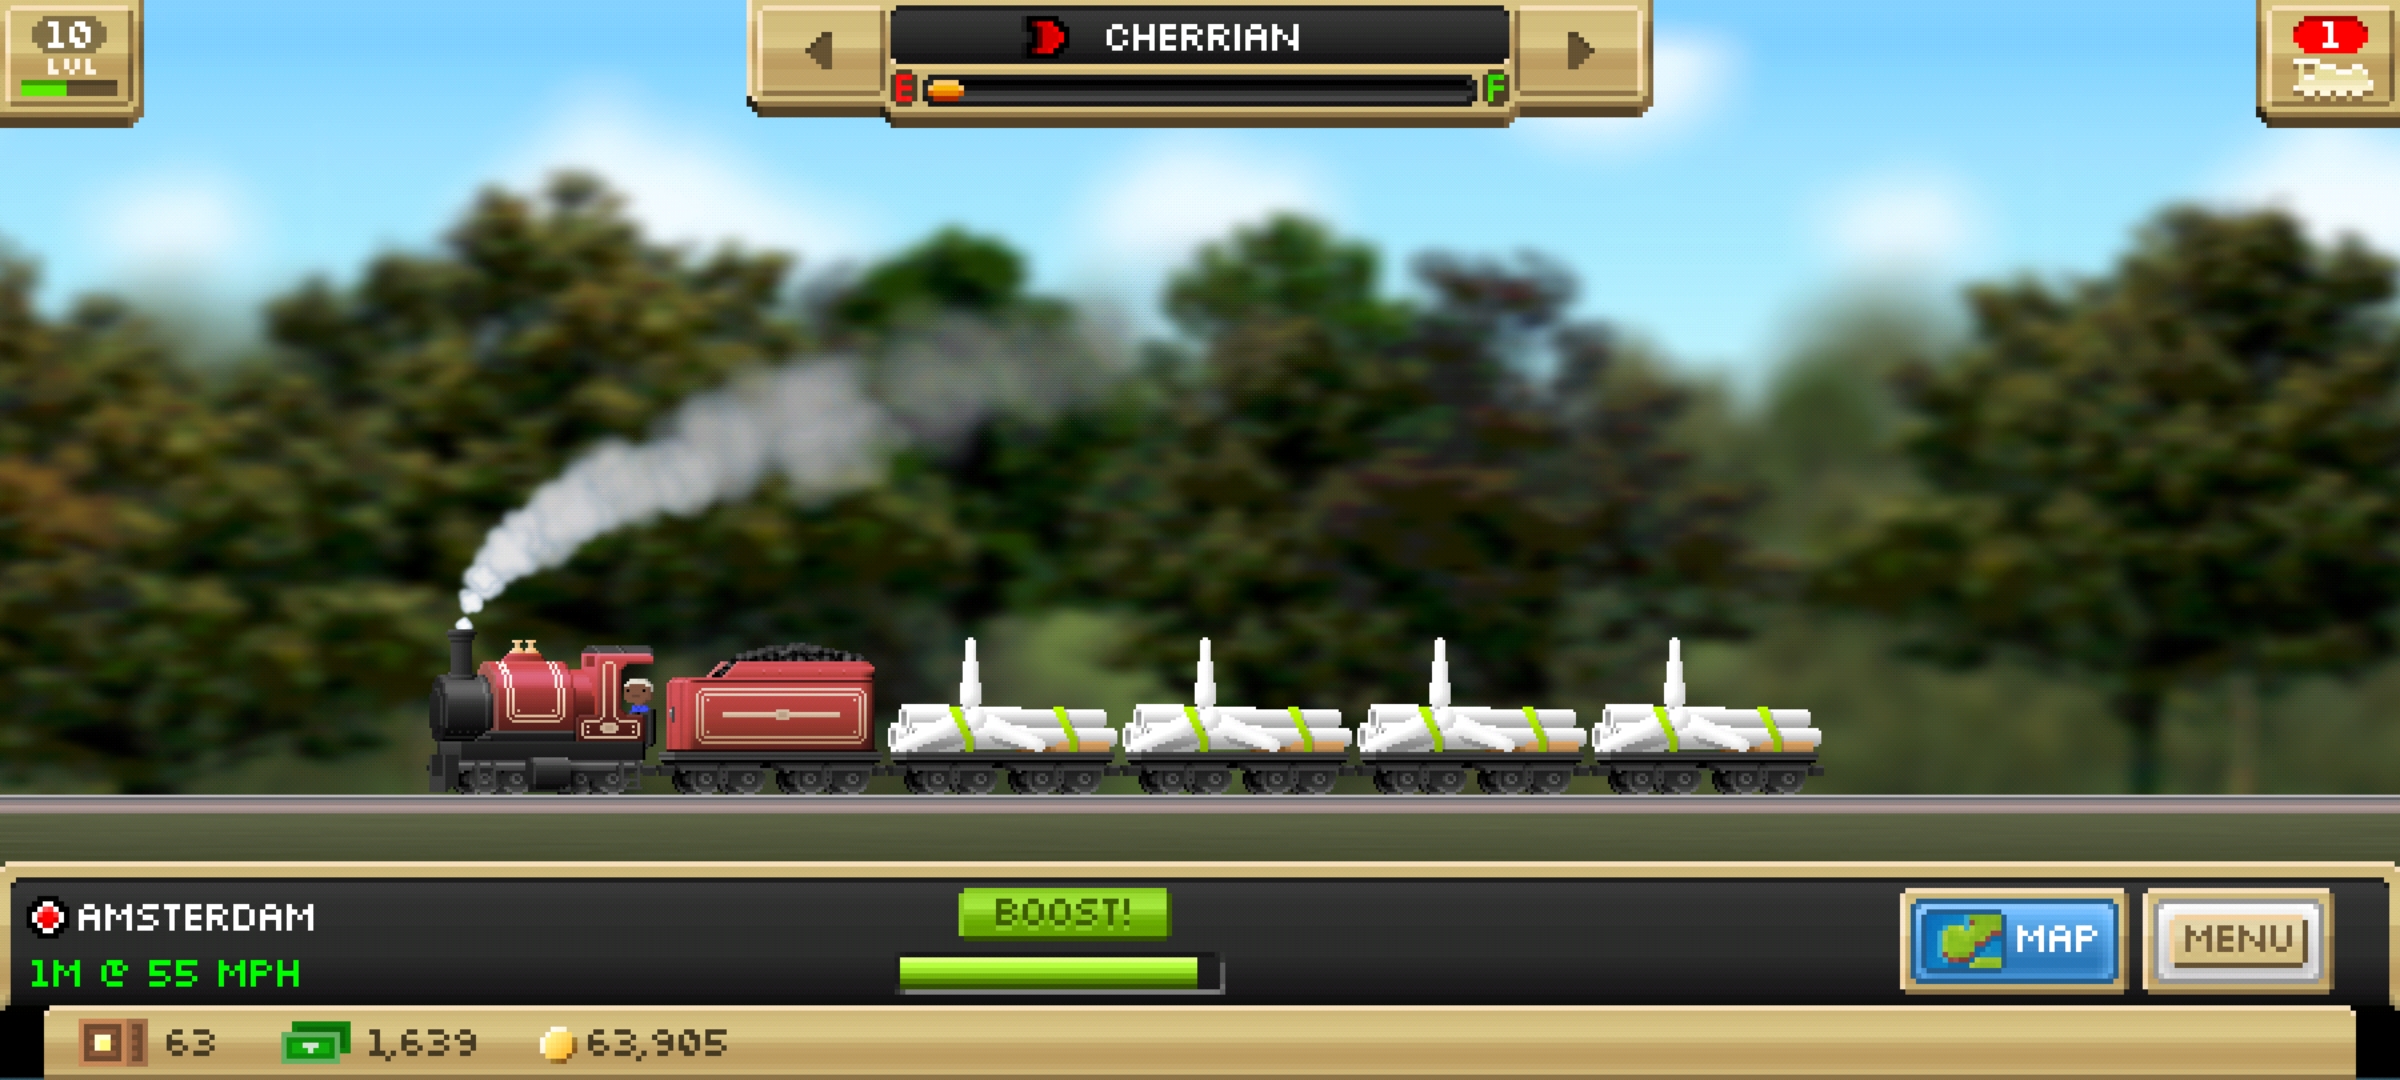 10
LVL
CHERRIAN
E F
1
AMSTERDAM
1M @ 55 MPH
BOOST!
MAP
MENU
63 1,639 63,905